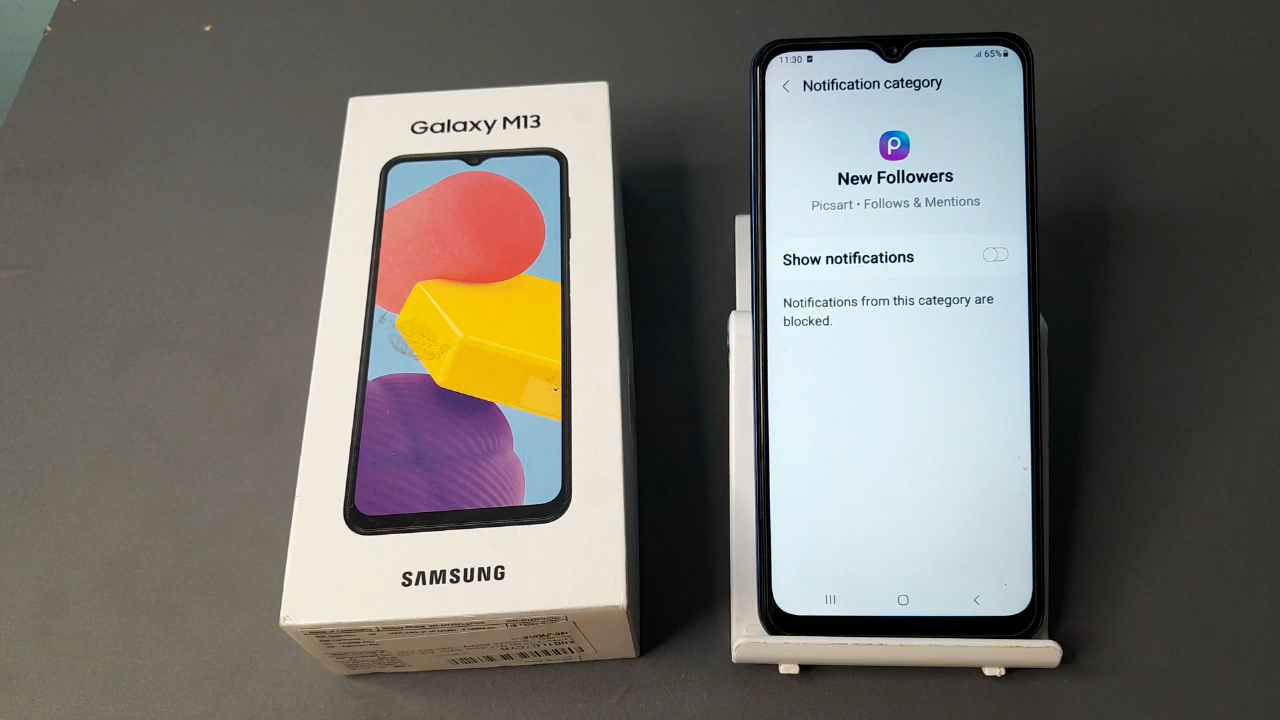 Galaxy M13
SAMSUNG
11:30
65%
Notification category
New Followers
Picsart • Follows & Mentions
Show notifications
Notifications from this category are
blocked.